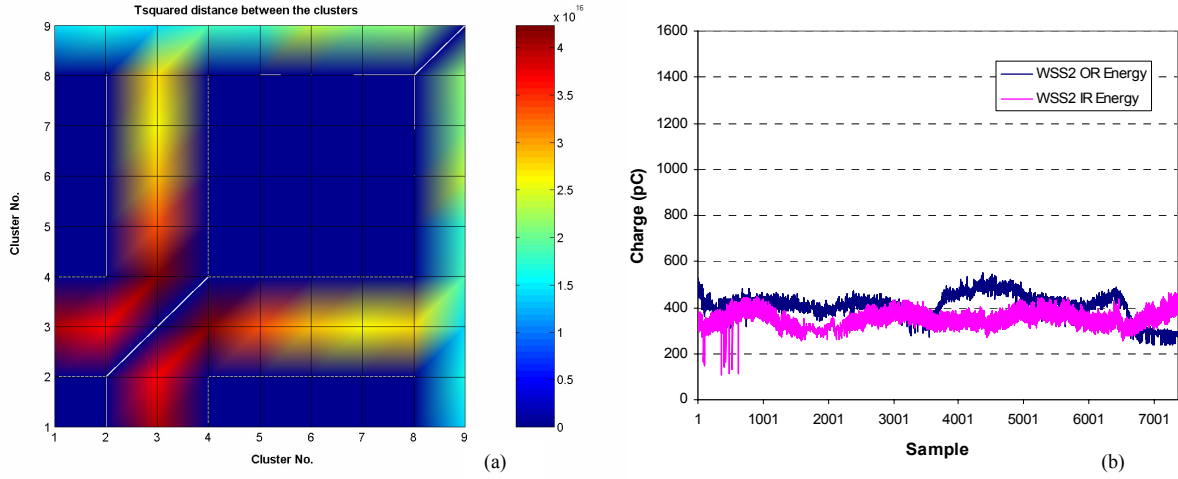 Tsquared distance between the clusters
x 10^16
9
8
7
6
5
4
3
2
1
Cluster No.
1 2 3 4 5 6 7 8 9
Cluster No.
4
3.5
3
2.5
2
1.5
1
0.5
0
(a)
1600
1400
1200
1000
800
600
400
200
0
Charge (pC)
WSS2 OR Energy
WSS2 IR Energy
1 1001 2001 3001 4001 5001 6001 7001
Sample
(b)